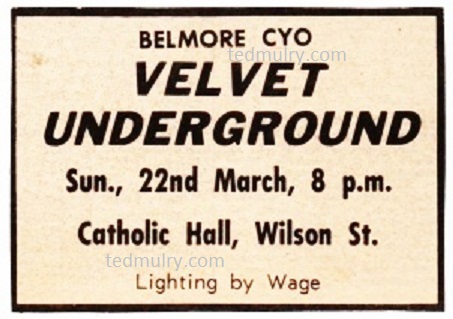 BELMORE CYO
tedmulry.com
VELVET
UNDERGROUND
Sun., 22nd March, 8 p.m.
Catholic Hall, Wilson St.
tedmulry.com
Lighting by Wage